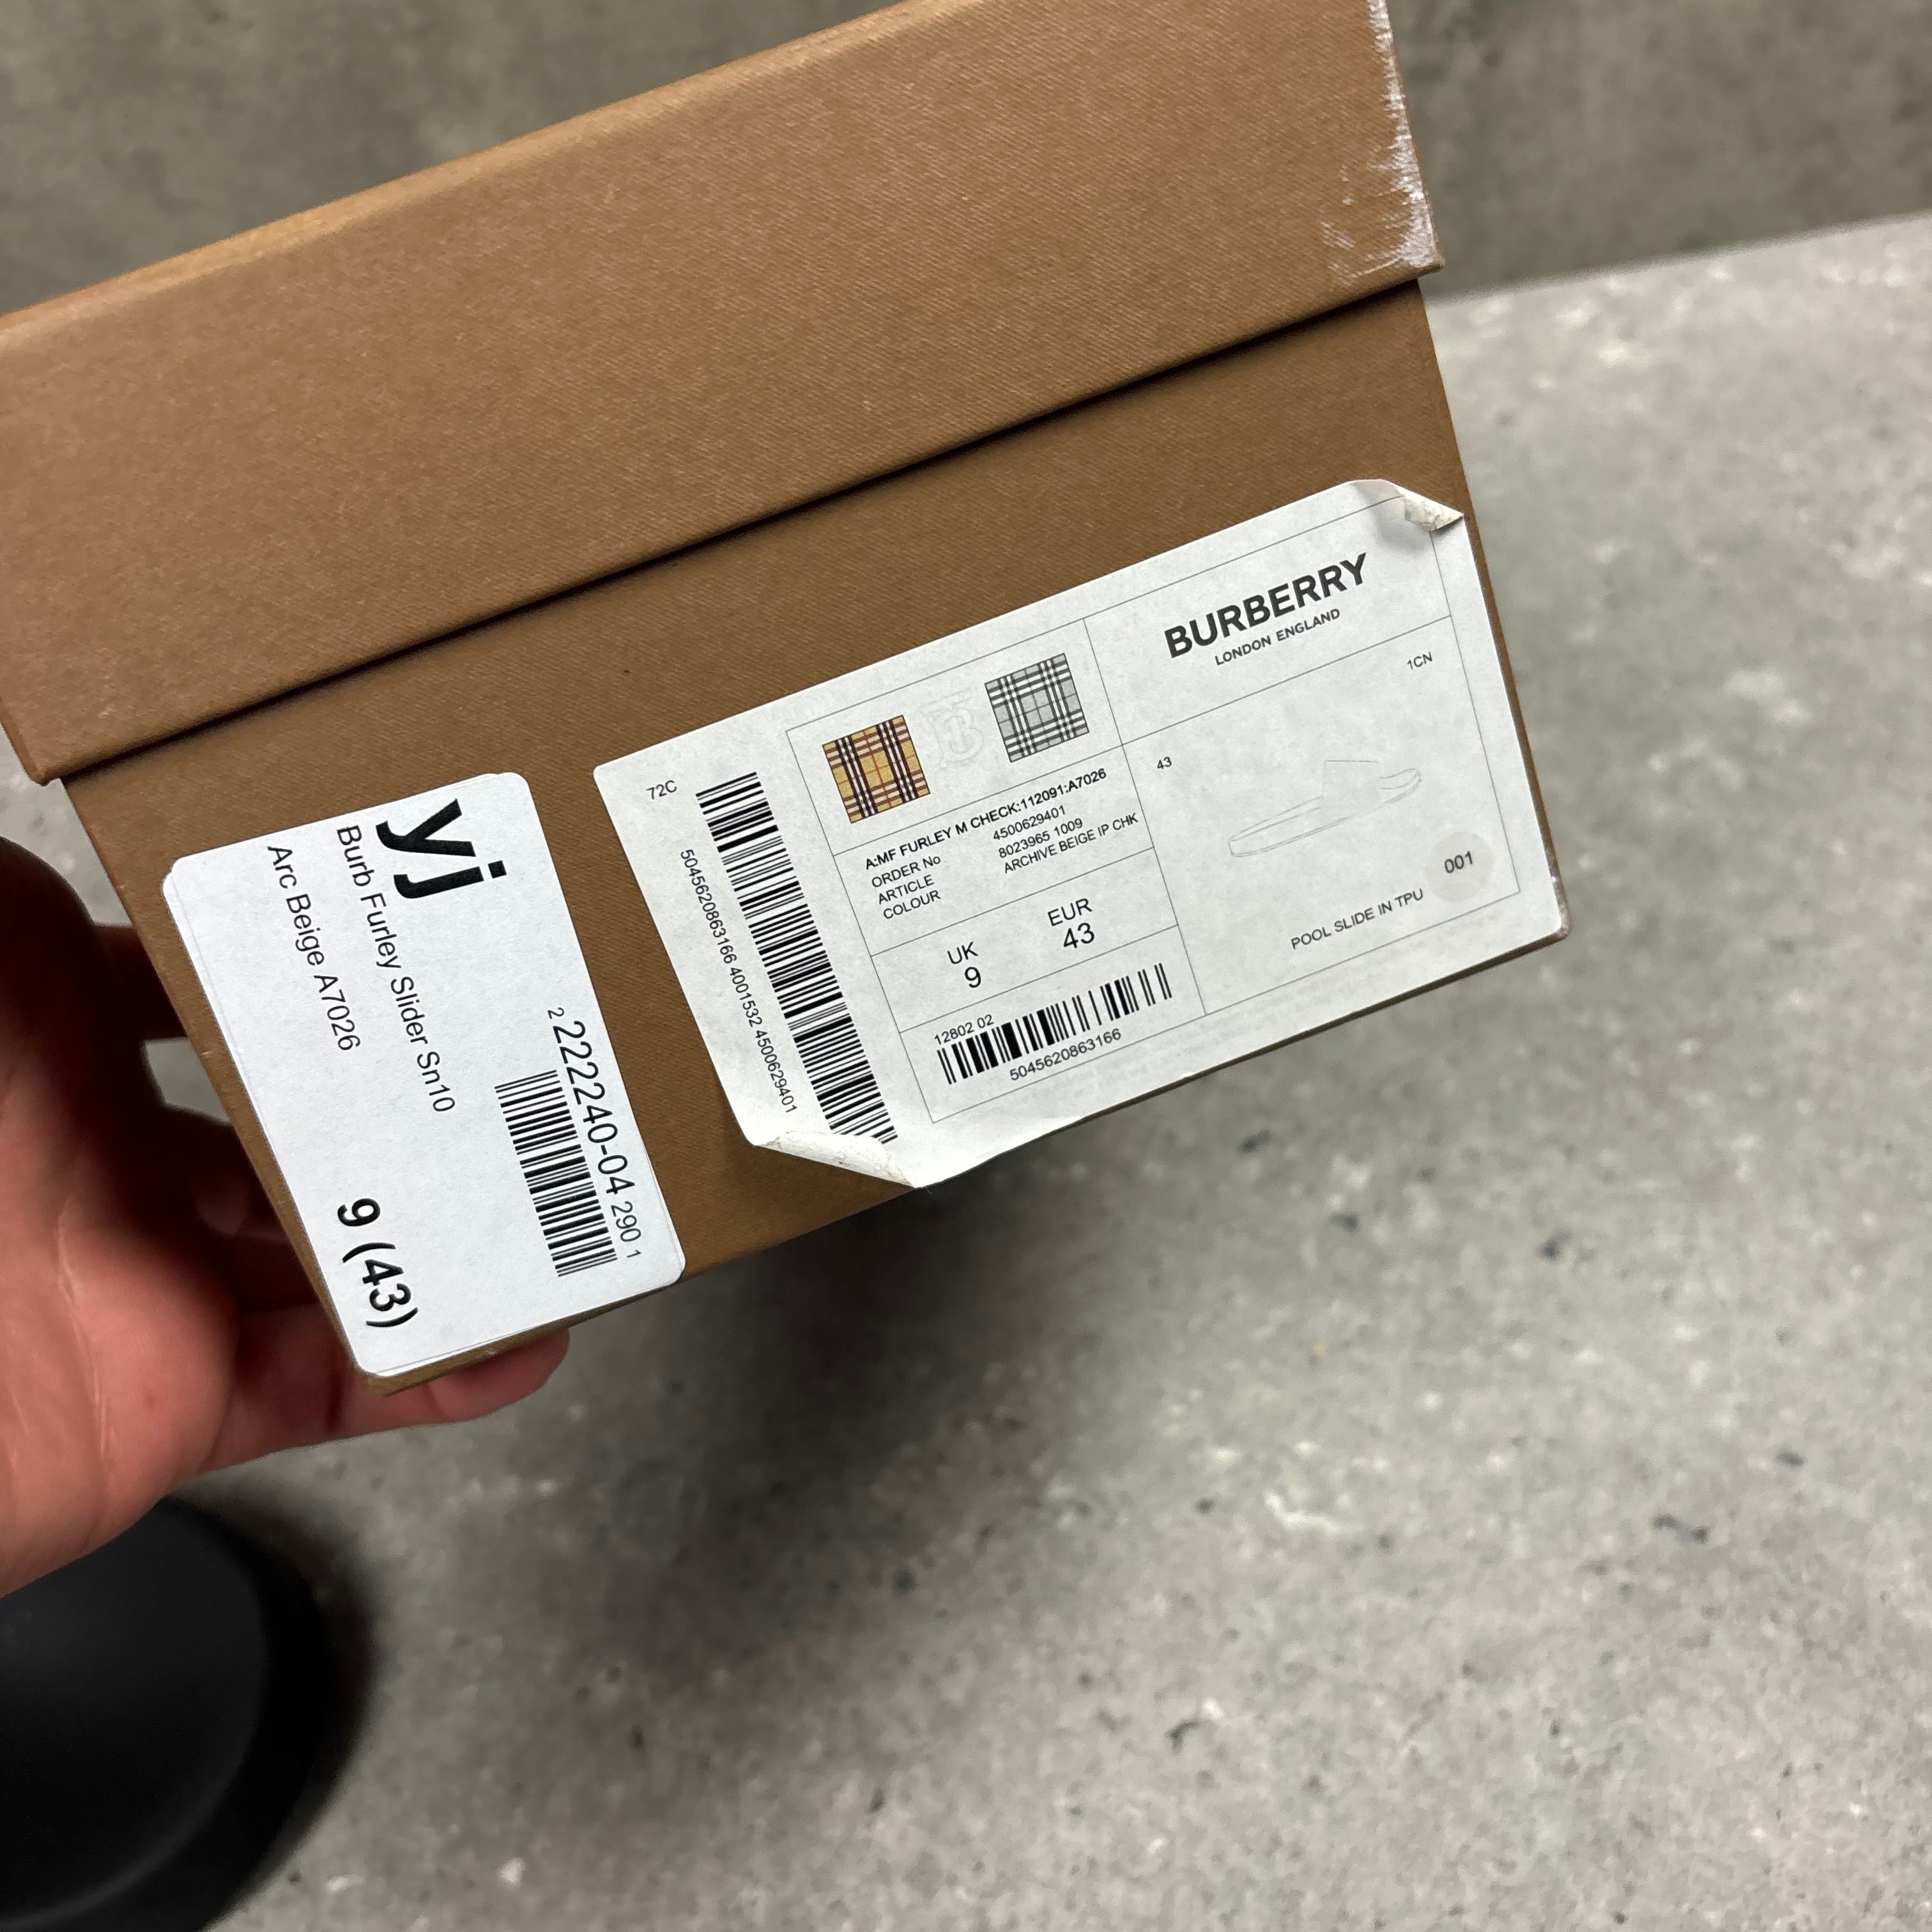 yj
Burb Furley Slider Sn10
Arc Beige A7026
9 (43)
2 222240-04 290 1
72C
5045620863166 4001532 4500629401
BURBERRY
LONDON ENGLAND
A:MF FURLEY M CHECK:112091:A7026
ORDER No 4500629401
ARTICLE 8023965 1009
COLOUR ARCHIVE BEIGE IP CHK
UK EUR
9 43
12802 02
5045620863166
1CN
43
001
POOL SLIDE IN TPU